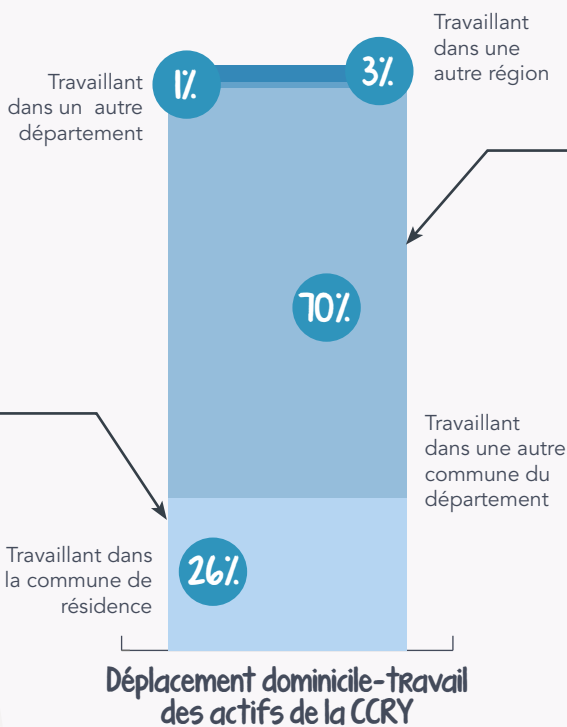 Travaillant
dans une
autre région
3%
1%
Travaillant
dans un autre
département
70%
Travaillant
dans une autre
commune du
département
26%
Travaillant dans
la commune de
résidence
Déplacement dominicile-travail
des actifs de la CCRY